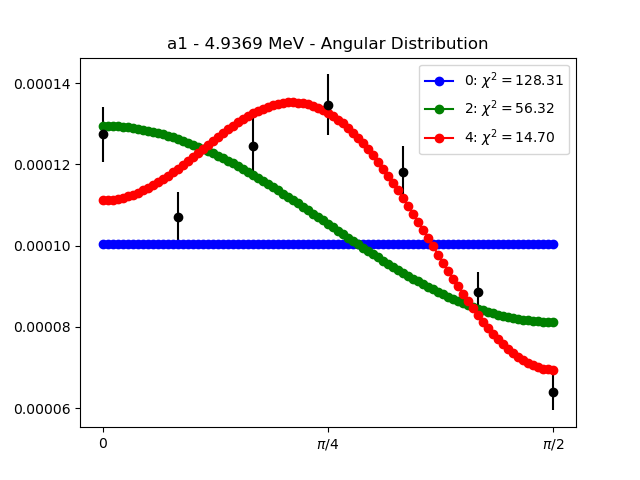 a1 - 4.9369 MeV - Angular Distribution
0.00014
0.00012
0.00010
0.00008
0.00006
0: χ² = 128.31
2: χ² = 56.32
4: χ² = 14.70
0
π/4
π/2